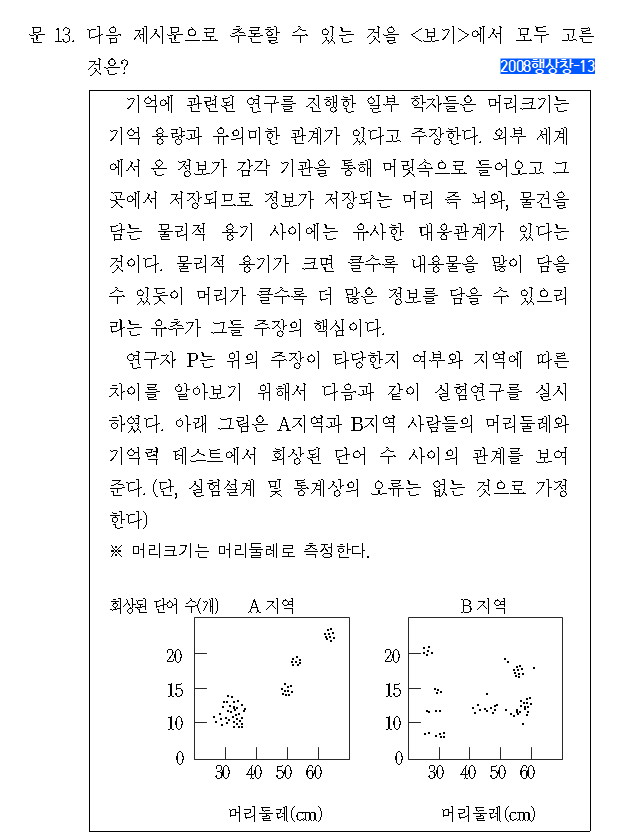 문 13. 다음 제시문으로 추론할 수 있는 것을 <보기>에서 모두 고른
것은?
2008행상창-13
기억에 관련된 연구를 진행한 일부 학자들은 머리크기는
기억 용량과 유의미한 관계가 있다고 주장한다. 외부 세계
에서 온 정보가 감각 기관을 통해 머릿속으로 들어오고 그
곳에서 저장되므로 정보가 저장되는 머리 즉 뇌와, 물건을
담는 물리적 용기 사이에는 유사한 대응관계가 있다는
것이다. 물리적 용기가 크면 클수록 내용물을 많이 담을
수 있듯이 머리가 클수록 더 많은 정보를 담을 수 있으리
라는 유추가 그들 주장의 핵심이다.
연구자 P는 위의 주장이 타당한지 여부와 지역에 따른
차이를 알아보기 위해서 다음과 같이 실험연구를 실시
하였다. 아래 그림은 A지역과 B지역 사람들의 머리둘레와
기억력 테스트에서 회상된 단어 수 사이의 관계를 보여
준다. (단, 실험설계 및 통계상의 오류는 없는 것으로 가정
한다)
※ 머리크기는 머리둘레로 측정한다.
회상된 단어 수(개) A 지역 B 지역
20 20
15 15
10 10
0 0
30 40 50 60 30 40 50 60
머리둘레(cm) 머리둘레(cm)